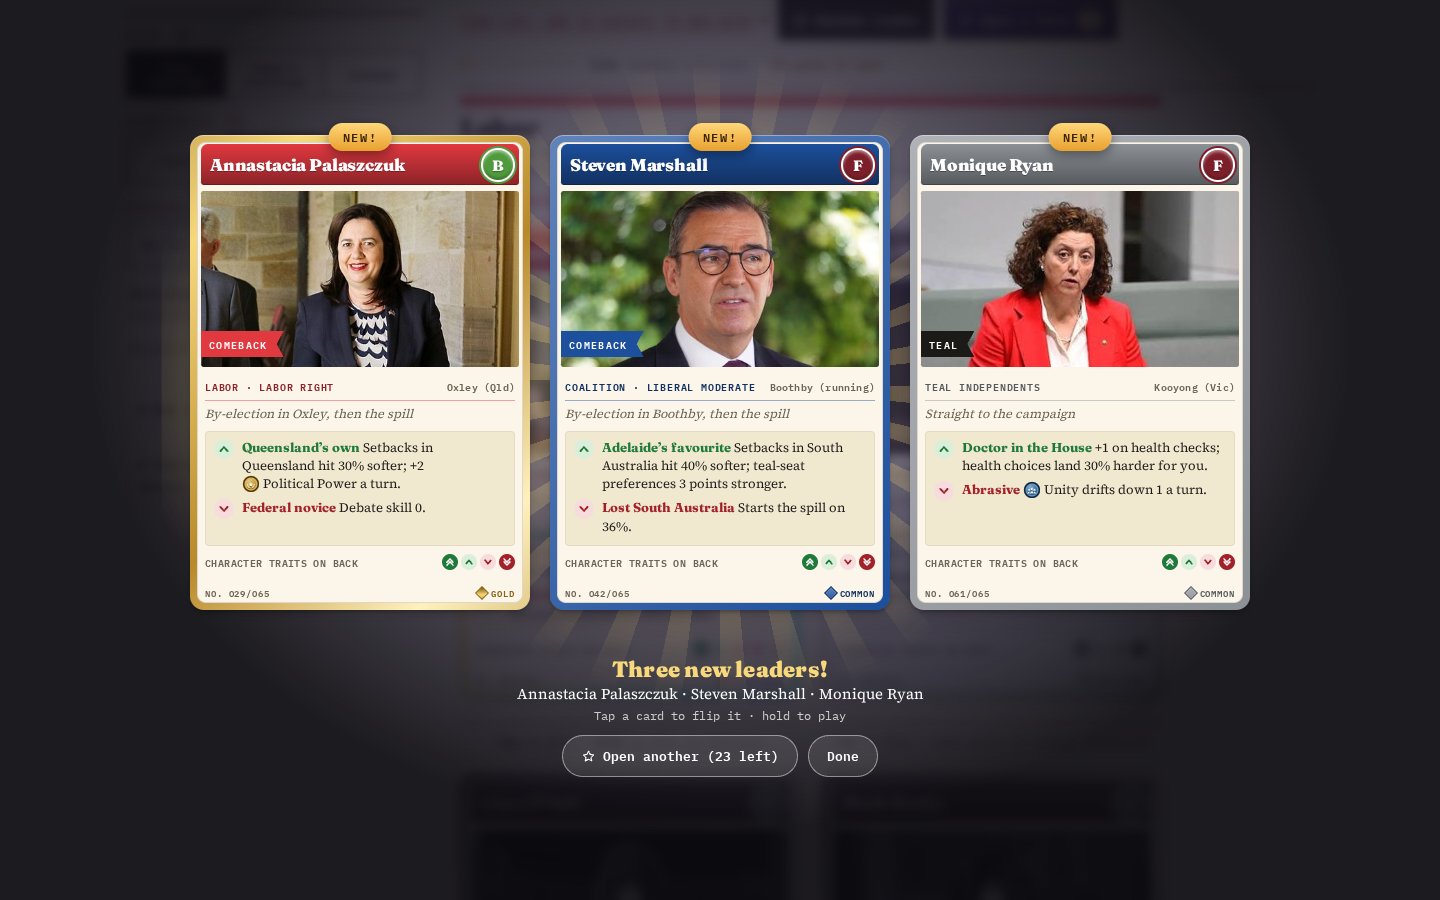 NEW!
Annastacia Palaszczuk
B
COMEBACK
LABOR · LABOR RIGHT
Oxley (Qld)
By-election in Oxley, then the spill
Queensland's own Setbacks in
Queensland hit 30% softer; +2
Political Power a turn.
Federal novice Debate skill 0.
CHARACTER TRAITS ON BACK
NO. 029/065
GOLD
NEW!
Steven Marshall
F
COMEBACK
COALITION · LIBERAL MODERATE
Boothby (running)
By-election in Boothby, then the spill
Adelaide's favourite Setbacks in South
Australia hit 40% softer; teal-seat
preferences 3 points stronger.
Lost South Australia Starts the spill on
36%.
CHARACTER TRAITS ON BACK
NO. 042/065
COMMON
NEW!
Monique Ryan
F
TEAL
TEAL INDEPENDENTS
Kooyong (Vic)
Straight to the campaign
Doctor in the House +1 on health checks;
health choices land 30% harder for you.
Abrasive Unity drifts down 1 a turn.
CHARACTER TRAITS ON BACK
NO. 061/065
COMMON
Three new leaders!
Annastacia Palaszczuk · Steven Marshall · Monique Ryan
Tap a card to flip it · hold to play
Open another (23 left)
Done